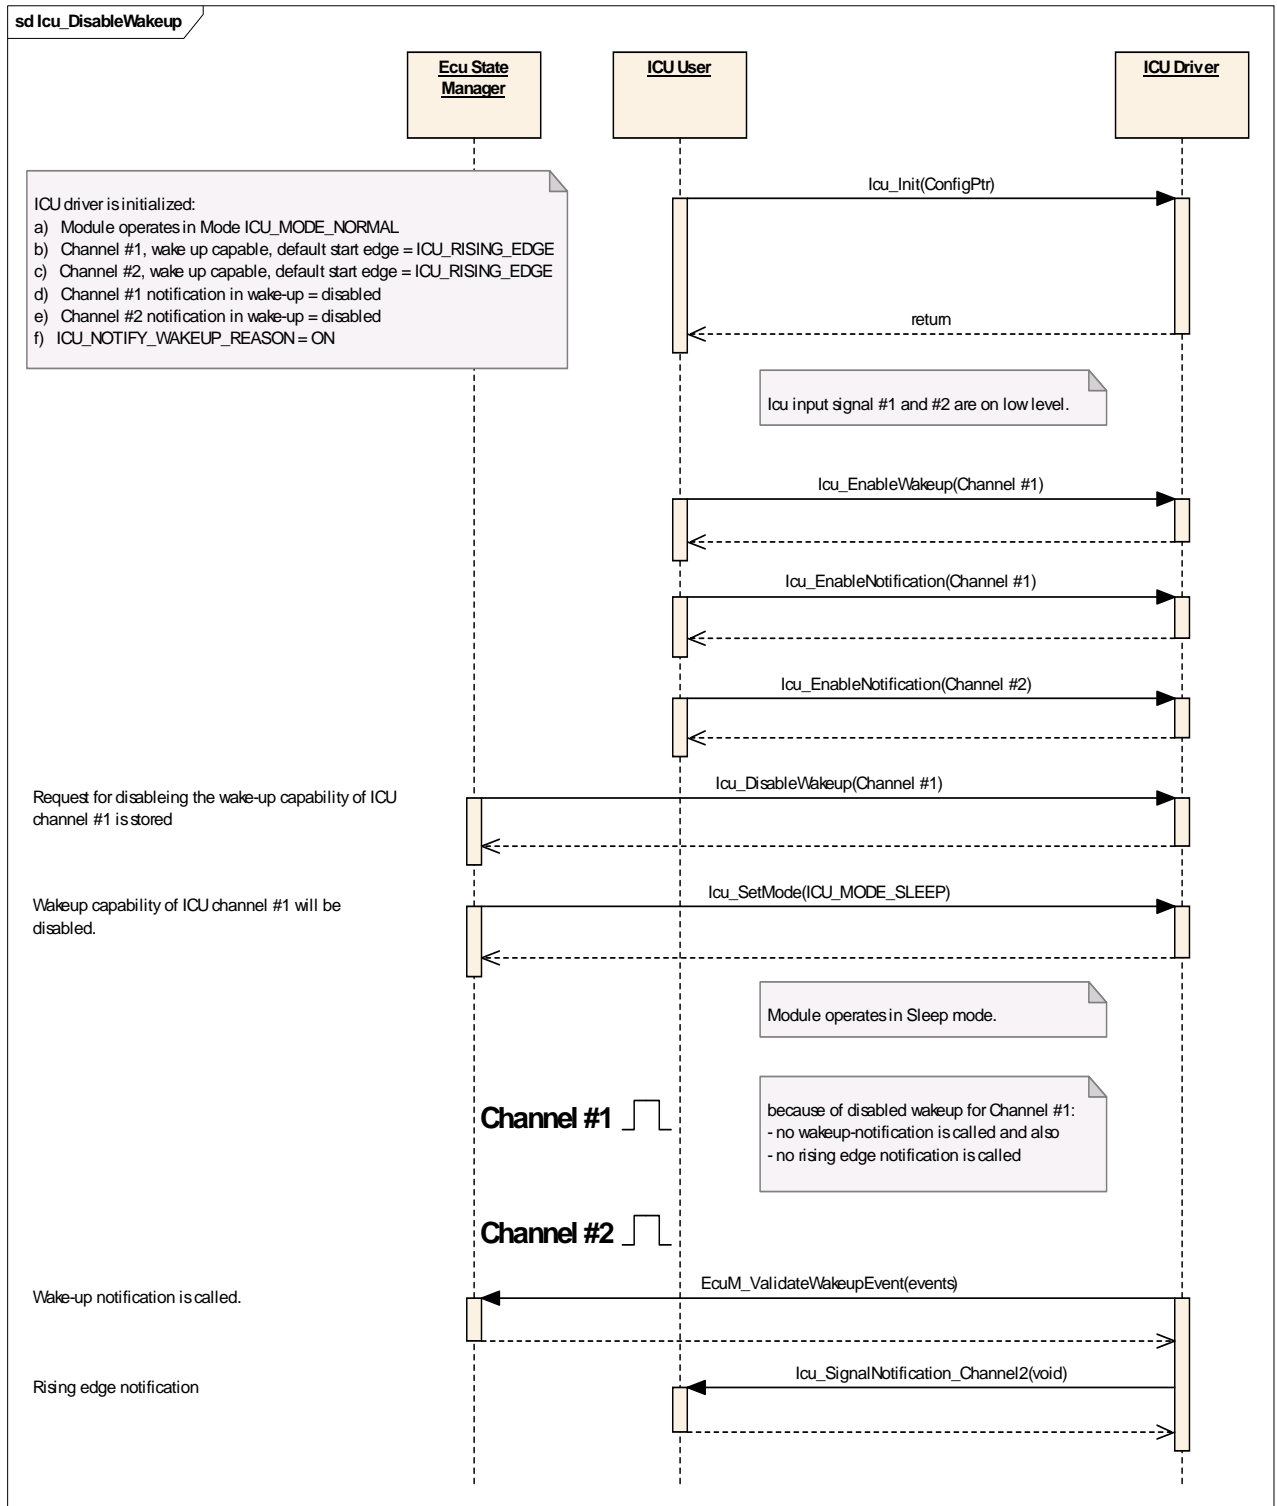 sd Icu_DisableWakeup
Ecu State
Manager
ICU User
ICU Driver
ICU driver is initialized:
a) Module operates in Mode ICU_MODE_NORMAL
b) Channel #1, wake up capable, default start edge = ICU_RISING_EDGE
c) Channel #2, wake up capable, default start edge = ICU_RISING_EDGE
d) Channel #1 notification in wake-up = disabled
e) Channel #2 notification in wake-up = disabled
f) ICU_NOTIFY_WAKEUP_REASON = ON
Icu_Init(ConfigPtr)
return
Icu input signal #1 and #2 are on low level.
Icu_EnableWakeup(Channel #1)
Icu_EnableNotification(Channel #1)
Icu_EnableNotification(Channel #2)
Request for disableing the wake-up capability of ICU
channel #1 is stored
Icu_DisableWakeup(Channel #1)
Wakeup capability of ICU channel #1 will be
disabled.
Icu_SetMode(ICU_MODE_SLEEP)
Module operates in Sleep mode.
Channel #1
because of disabled wakeup for Channel #1:
- no wakeup-notification is called and also
- no rising edge notification is called
Channel #2
Wake-up notification is called.
EcuM_ValidateWakeupEvent(events)
Rising edge notification
Icu_SignalNotification_Channel2(void)